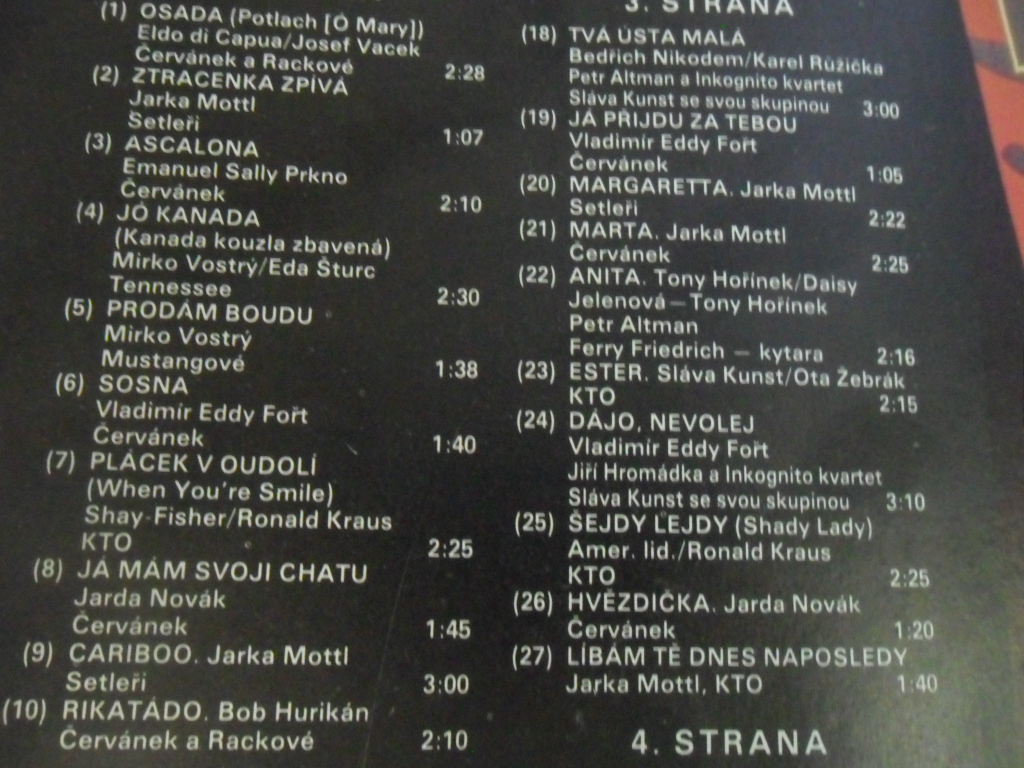 (1) OSADA (Potlach [Ó Mary])
Eldo di Capua/Josef Vacek
Červánek a Rackové 2:28
(2) ZTRACENKA ZPÍVÁ
Jarka Mottl
Setleři 1:07
(3) ASCALONA
Emanuel Sally Prkno
Červánek 2:10
(4) JÓ KANADA
(Kanada kouzla zbavená)
Mirko Vostrý/Eda Šturc
Tennessee 2:30
(5) PRODÁM BOUDU
Mirko Vostrý
Mustangové 1:38
(6) SOSNA
Vladimír Eddy Fořt
Červánek 1:40
(7) PLÁCEK V OUDOLÍ
(When You're Smile)
Shay-Fisher/Ronald Kraus
KTO 2:25
(8) JÁ MÁM SVOJI CHATU
Jarda Novák
Červánek 1:45
(9) CARIBOO. Jarka Mottl
Setleři 3:00
(10) RIKATÁDO. Bob Hurikán
Červánek a Rackové 2:10
3. STRANA
(18) TVÁ ÚSTA MALÁ
Bedřich Nikodem/Karel Růžička
Petr Altman a Inkognito kvartet
Sláva Kunst se svou skupinou 3:00
(19) JÁ PŘIJDU ZA TEBOU
Vladimír Eddy Fořt
Červánek 1:05
(20) MARGARETTA. Jarka Mottl
Setleři 2:22
(21) MARTA. Jarka Mottl
Červánek 2:25
(22) ANITA. Tony Hořínek/Daisy
Jelenová – Tony Hořínek
Petr Altman
Ferry Friedrich – kytara 2:16
(23) ESTER. Sláva Kunst/Ota Žebrák
KTO 2:15
(24) DÁJO, NEVOLEJ
Vladimír Eddy Fořt
Jiří Hromádka a Inkognito kvartet
Sláva Kunst se svou skupinou 3:10
(25) ŠEJDY LEJDY (Shady Lady)
Amer. lid./Ronald Kraus
KTO 2:25
(26) HVĚZDIČKA. Jarda Novák
Červánek 1:20
(27) LÍBÁM TĚ DNES NAPOSLEDY
Jarka Mottl, KTO 1:40
4. STRANA